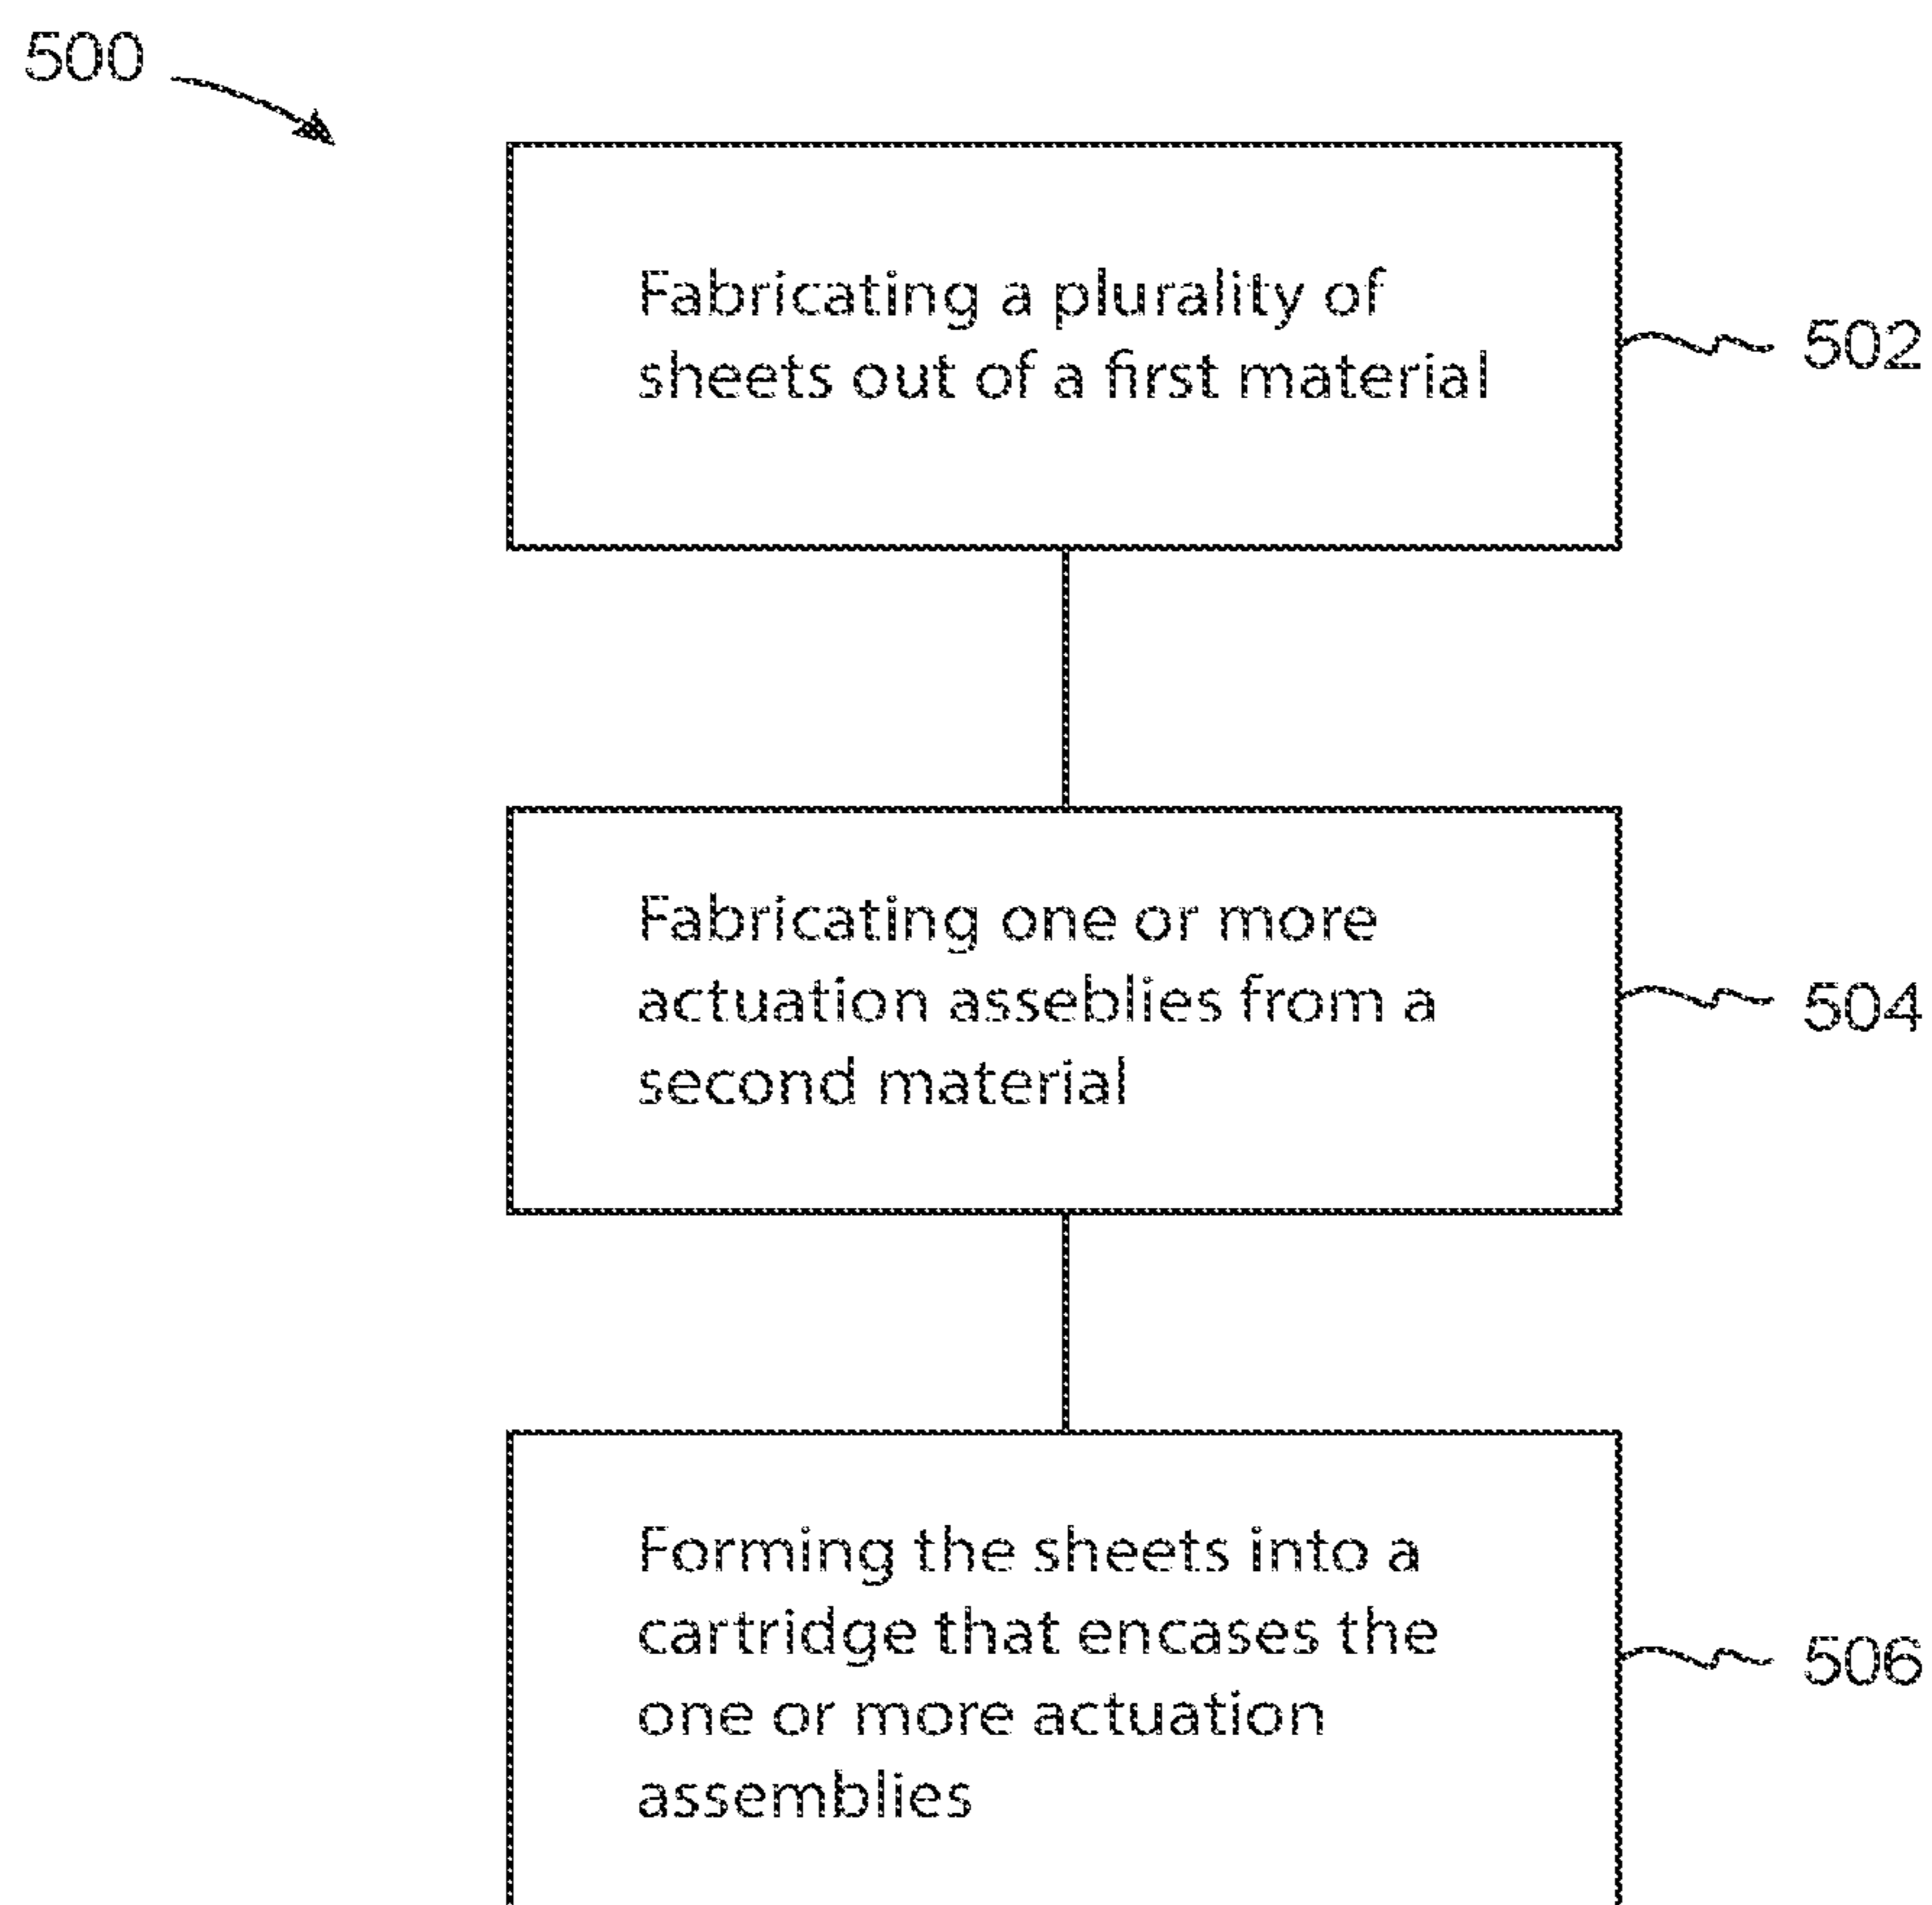 500
Fabricating a plurality of
sheets out of a first material
502
Fabricating one or more
actuation asseblies from a
second material
504
Forming the sheets into a
cartridge that encases the
one or more actuation
assemblies
506